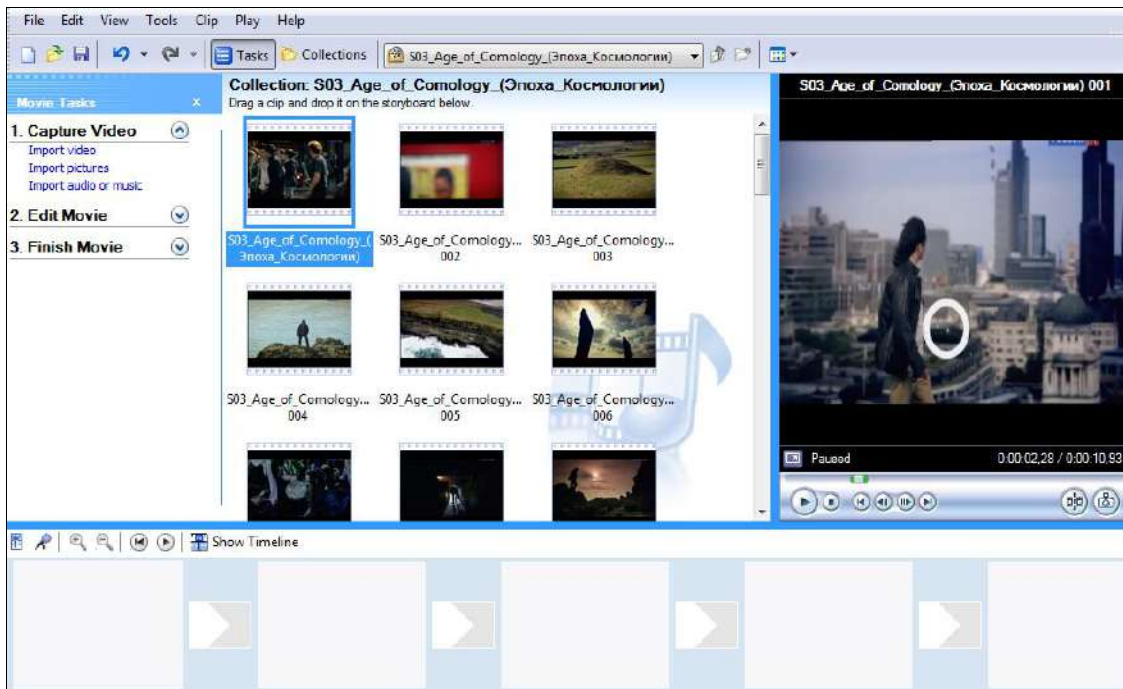 File Edit View Tools Clip Play Help
Tasks Collections S03_Age_of_Comology_(Эпоха_Космологии)
Movie Tasks x
1. Capture Video
Import video
Import pictures
Import audio or music
2. Edit Movie
3. Finish Movie
Collection: S03_Age_of_Comology_(Эпоха_Космологии)
Drag a clip and drop it on the storyboard below.
S03_Age_of_Comology_(
Эпоха_Космологии)
S03_Age_of_Comology...
002
S03_Age_of_Comology...
003
S03_Age_of_Comology...
004
S03_Age_of_Comology...
005
S03_Age_of_Comology...
006
S03_Age_of_Comology_(Эпоха_Космологии) 001
Paused 0:00:02,28 / 0:00:10,93
Show Timeline